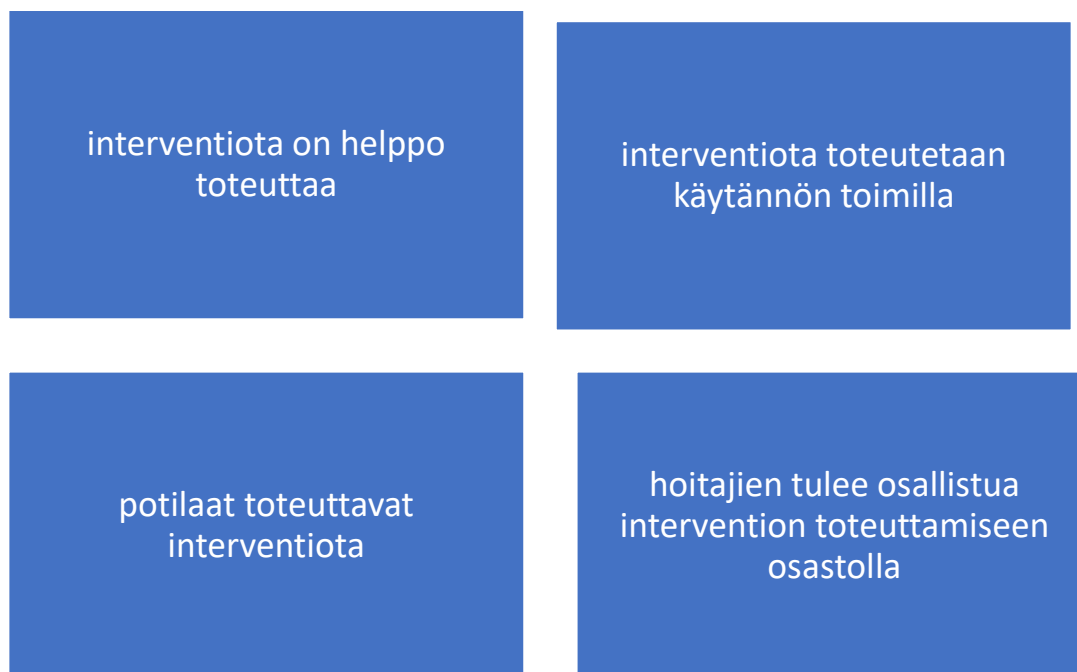 interventiota on helppo
toteuttaa
interventiota toteutetaan
käytännön toimilla
potilaat toteuttavat
interventiota
hoitajien tulee osallistua
intervention toteuttamiseen
osastolla